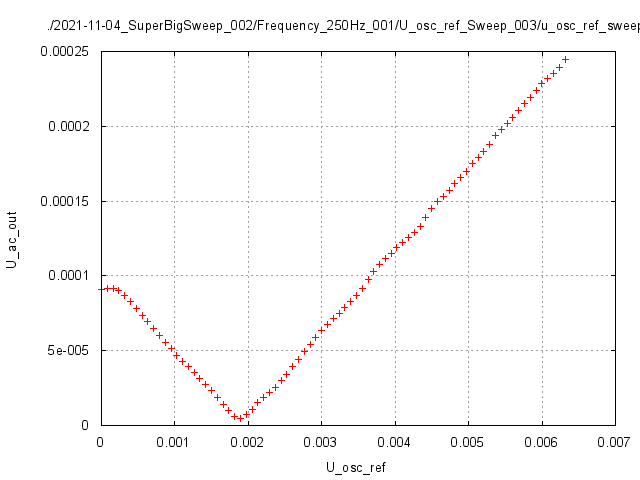 ./2021-11-04_SuperBigSweep_002/Frequency_250Hz_001/U_osc_ref_Sweep_003/u_osc_ref_sweep
0.00025
0.0002
0.00015
0.0001
5e-005
0
U_ac_out
0 0.001 0.002 0.003 0.004 0.005 0.006 0.007
U_osc_ref